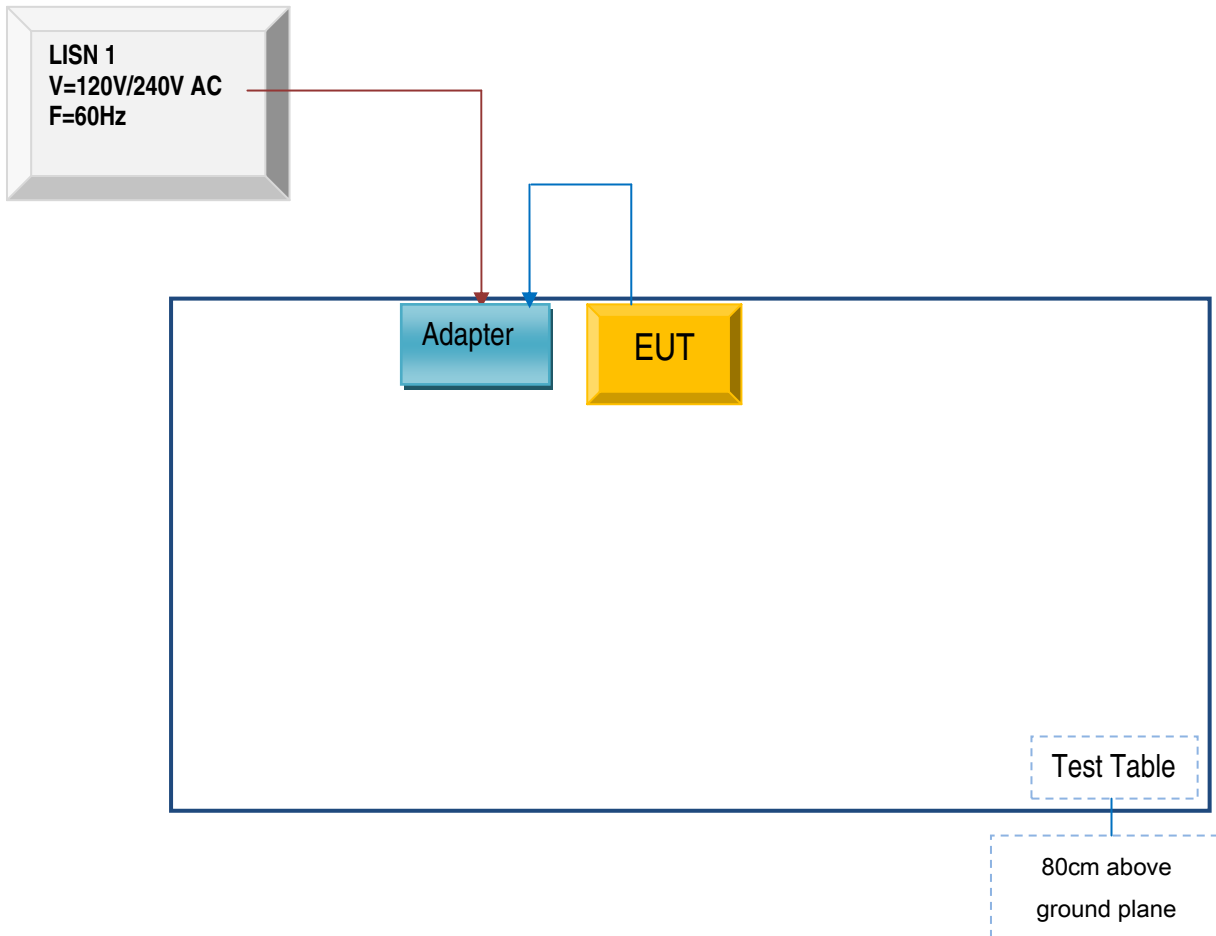 LISN 1
V=120V/240V AC
F=60Hz
Adapter
EUT
Test Table
80cm above
ground plane